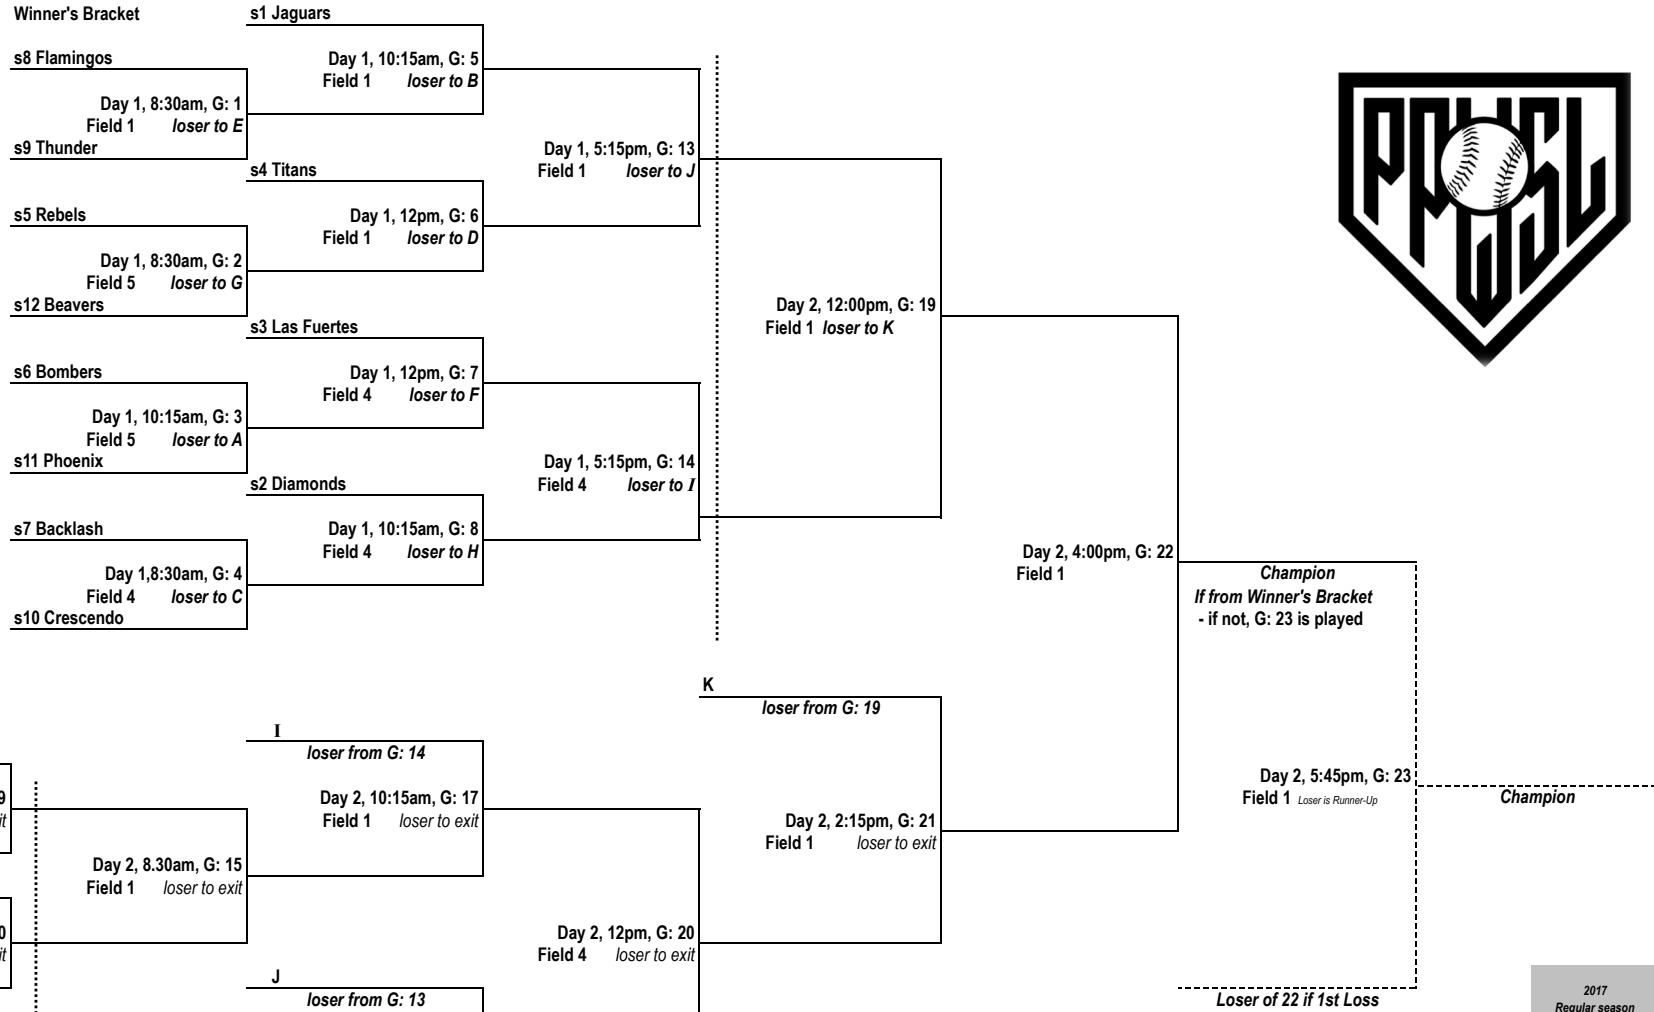 Winner's Bracket
s1 Jaguars
s8 Flamingos
Day 1, 10:15am, G: 5
Field 1 loser to B
Day 1, 8:30am, G: 1
Field 1 loser to E
s9 Thunder
Day 1, 5:15pm, G: 13
Field 1 loser to J
s4 Titans
s5 Rebels
Day 1, 12pm, G: 6
Field 1 loser to D
Day 1, 8:30am, G: 2
Field 5 loser to G
s12 Beavers
Day 2, 12:00pm, G: 19
Field 1 loser to K
s3 Las Fuertes
s6 Bombers
Day 1, 12pm, G: 7
Field 4 loser to F
Day 1, 10:15am, G: 3
Field 5 loser to A
s11 Phoenix
Day 1, 5:15pm, G: 14
Field 4 loser to I
s2 Diamonds
s7 Backlash
Day 1, 10:15am, G: 8
Field 4 loser to H
Day 1,8:30am, G: 4
Field 4 loser to C
s10 Crescendo
Day 2, 4:00pm, G: 22
Field 1
Champion
If from Winner's Bracket
- if not, G: 23 is played
PPWSL
K
loser from G: 19
I
loser from G: 14
Day 2, 10:15am, G: 17
Field 1 loser to exit
9
it
Day 2, 2:15pm, G: 21
Field 1 loser to exit
Day 2, 5:45pm, G: 23
Field 1 Loser is Runner-Up
Champion
Day 2, 8.30am, G: 15
Field 1 loser to exit
0
it
Day 2, 12pm, G: 20
Field 4 loser to exit
J
loser from G: 13
Loser of 22 if 1st Loss
2017
Regular season